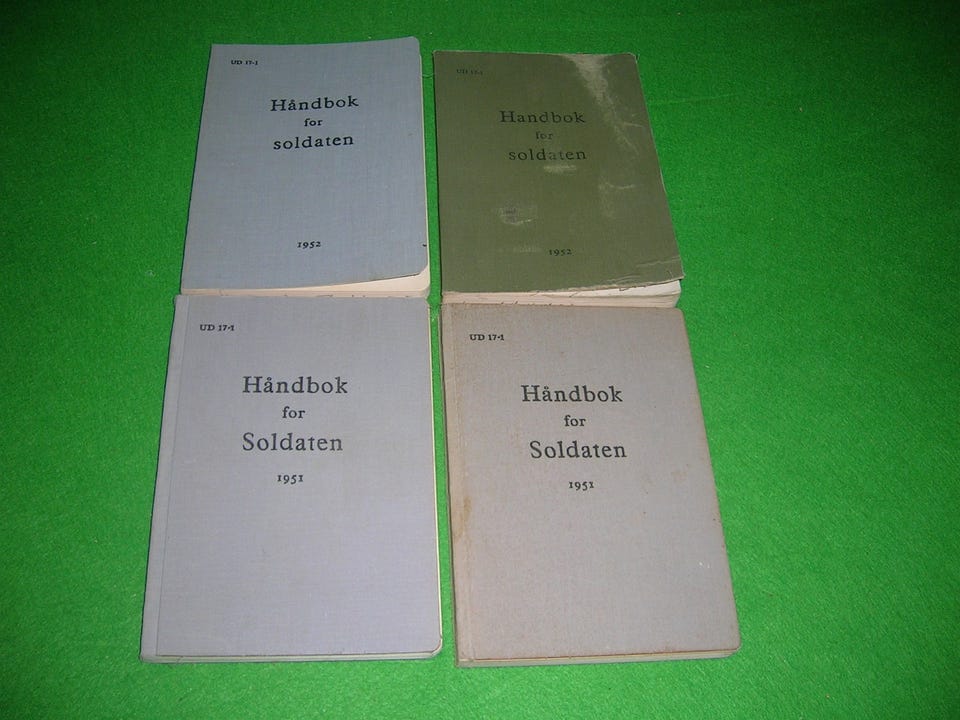 UD 17-1
Håndbok
for
soldaten
1952
UD 17-1
Handbok
for
soldaten
1952
UD 17-1
Håndbok
for
Soldaten
1951
UD 17-1
Håndbok
for
Soldaten
1951